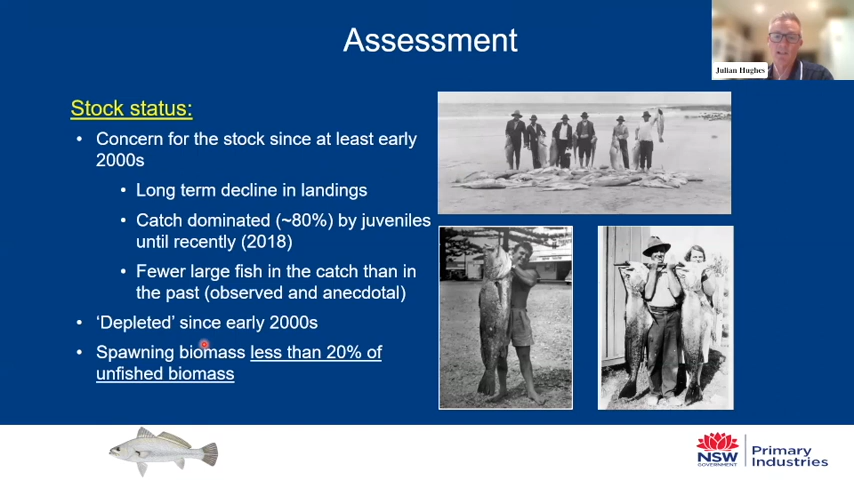 Assessment
Julian Hughes
Stock status:
• Concern for the stock since at least early
2000s
• Long term decline in landings
• Catch dominated (~80%) by juveniles
until recently (2018)
• Fewer large fish in the catch than in
the past (observed and anecdotal)
• ‘Depleted’ since early 2000s
• Spawning biomass less than 20% of
unfished biomass
NSW
GOVERNMENT
Primary
Industries